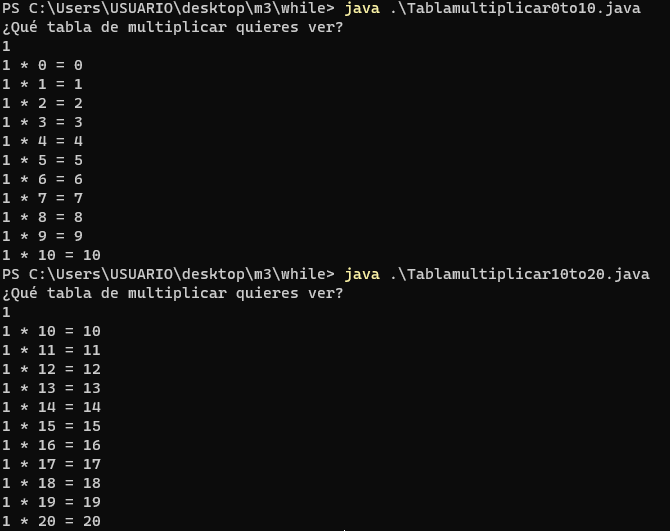 PS C:\Users\USUARIO\desktop\m3\while> java .\Tablamultiplicar0to10.java
¿Qué tabla de multiplicar quieres ver?
1
1 * 0 = 0
1 * 1 = 1
1 * 2 = 2
1 * 3 = 3
1 * 4 = 4
1 * 5 = 5
1 * 6 = 6
1 * 7 = 7
1 * 8 = 8
1 * 9 = 9
1 * 10 = 10
PS C:\Users\USUARIO\desktop\m3\while> java .\Tablamultiplicar10to20.java
¿Qué tabla de multiplicar quieres ver?
1
1 * 10 = 10
1 * 11 = 11
1 * 12 = 12
1 * 13 = 13
1 * 14 = 14
1 * 15 = 15
1 * 16 = 16
1 * 17 = 17
1 * 18 = 18
1 * 19 = 19
1 * 20 = 20